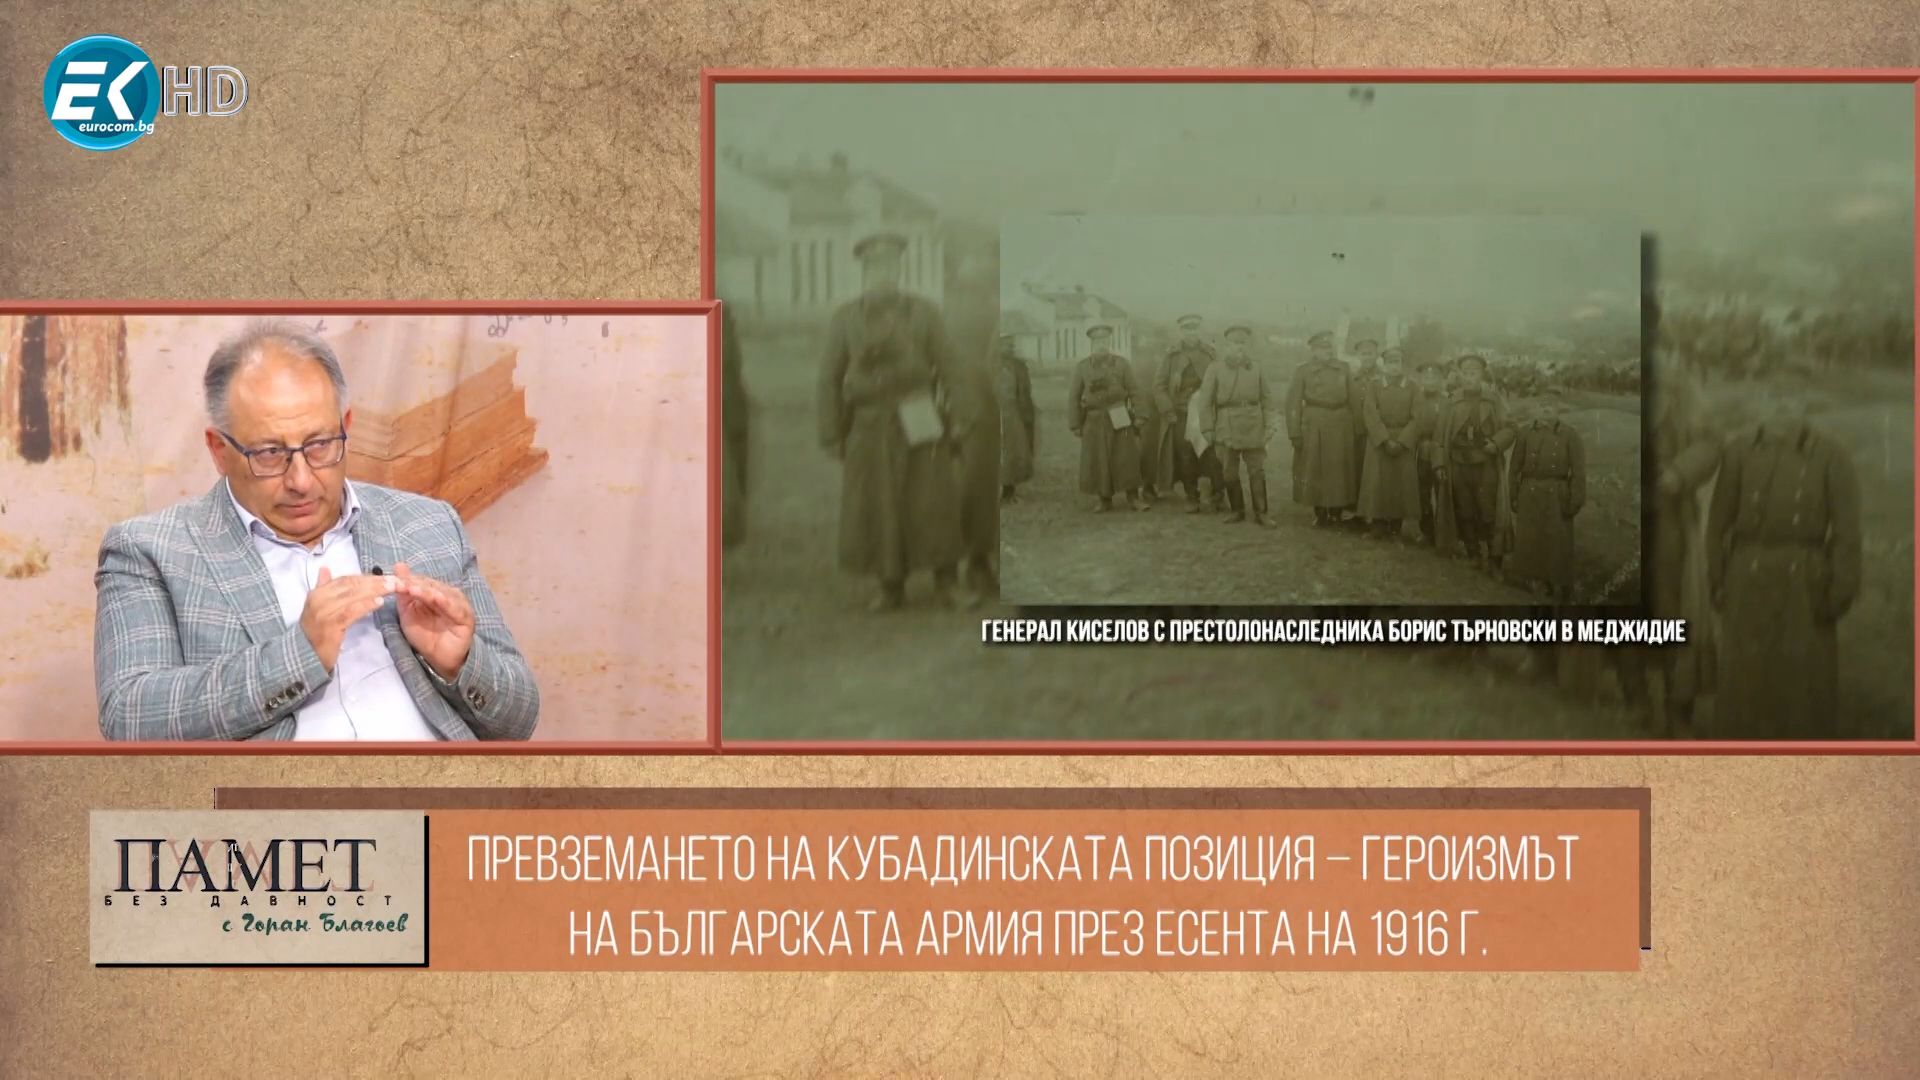 EK HD
eurocom.bg
ГЕНЕРАЛ КИСЕЛОВ С ПРЕСТОЛОНАСЛЕДНИКА БОРИС ТЪРНОВСКИ В МЕДЖИДИЕ
ПАМЕТ
БЕЗ ДАВНОСТ
с Горан Благоев
ПРЕВЗЕМАНЕТО НА КУБАДИНСКАТА ПОЗИЦИЯ – ГЕРОИЗМЪТ
НА БЪЛГАРСКАТА АРМИЯ ПРЕЗ ЕСЕНТА НА 1916 Г.